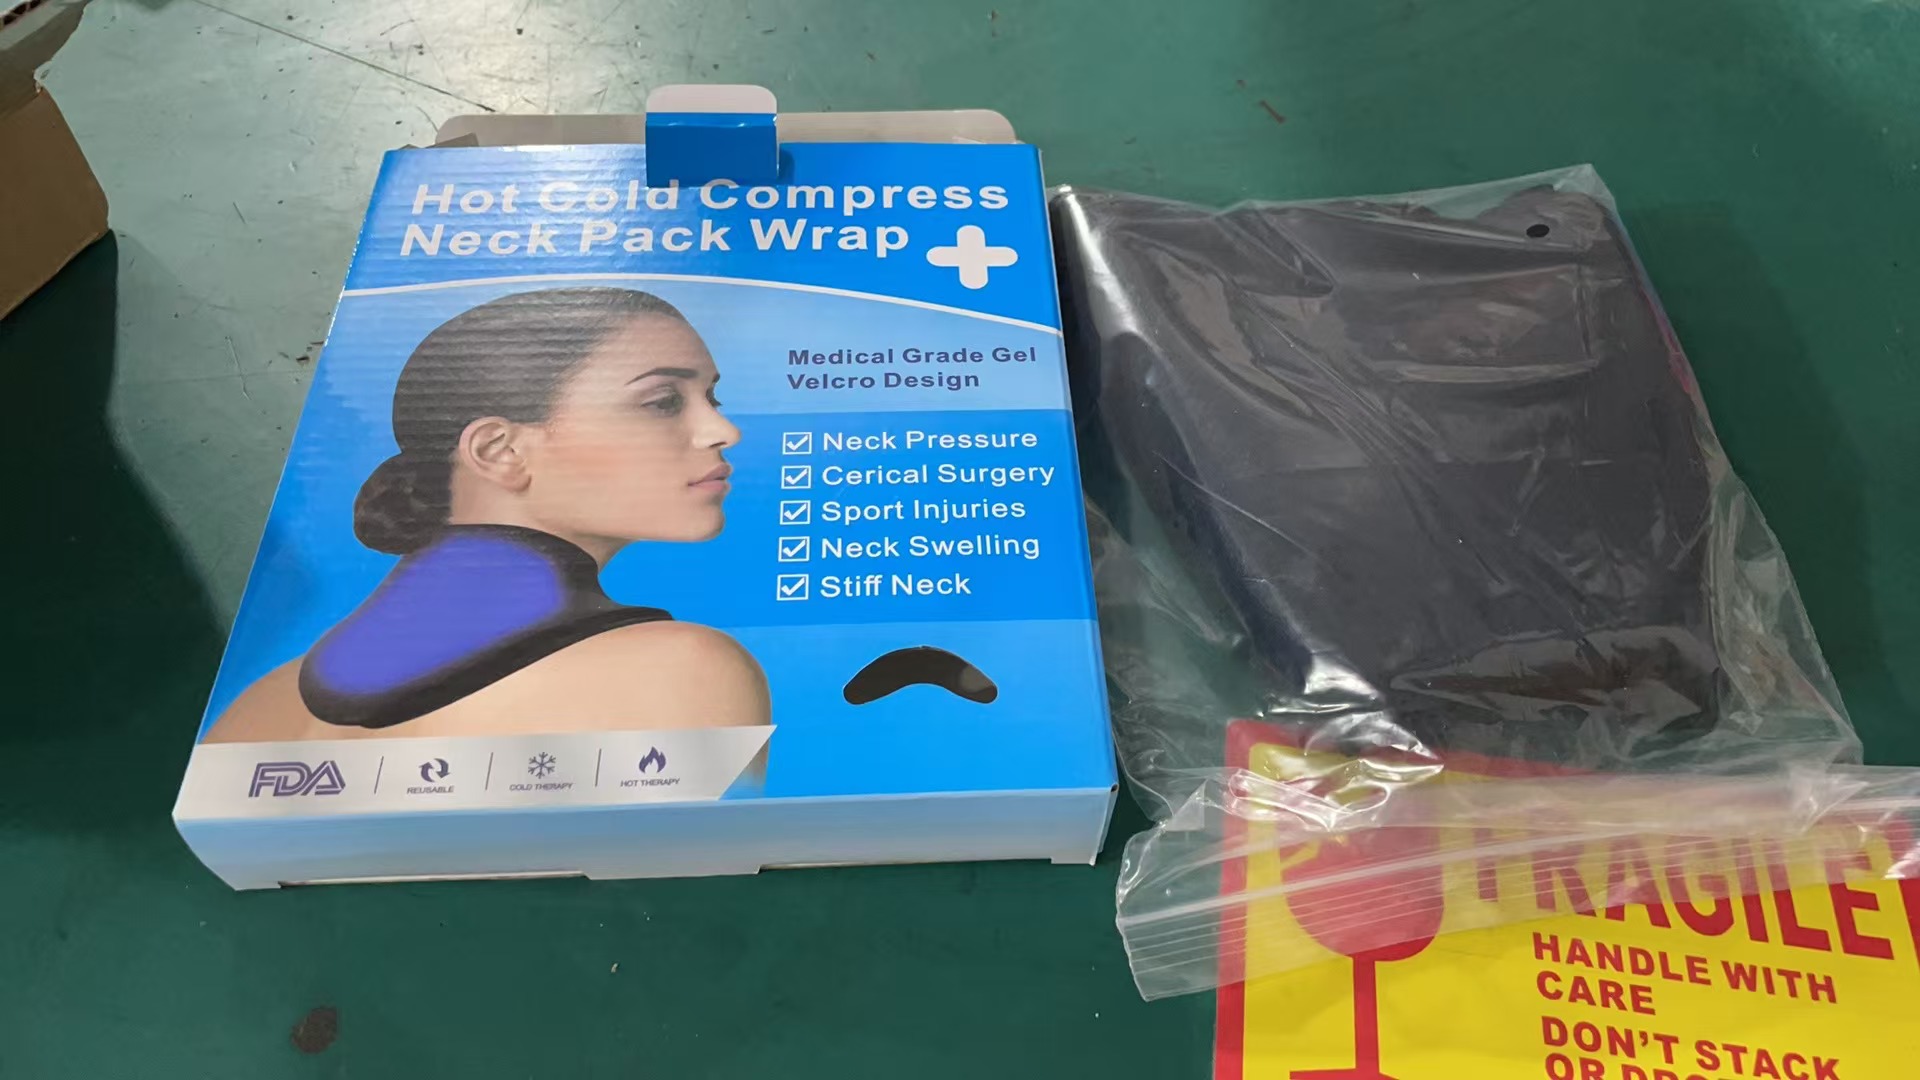 Hot Cold Compress
Neck Pack Wrap
Medical Grade Gel
Velcro Design
Neck Pressure
Cerical Surgery
Sport Injuries
Neck Swelling
Stiff Neck
FDA
REUSABLE
COLD THERAPY
HOT THERAPY
FRAGILE
HANDLE WITH
CARE
DON'T STACK
OR